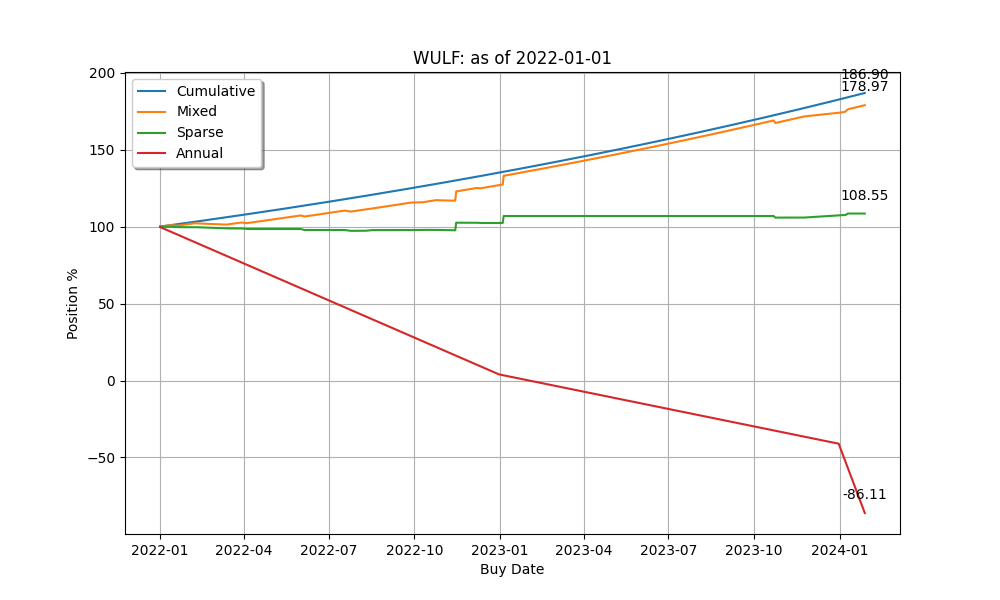 WULF: as of 2022-01-01
Cumulative
Mixed
Sparse
Annual
186.90
178.97
108.55
-86.11
200
150
100
50
0
−50
Position %
2022-01 2022-04 2022-07 2022-10 2023-01 2023-04 2023-07 2023-10 2024-01
Buy Date